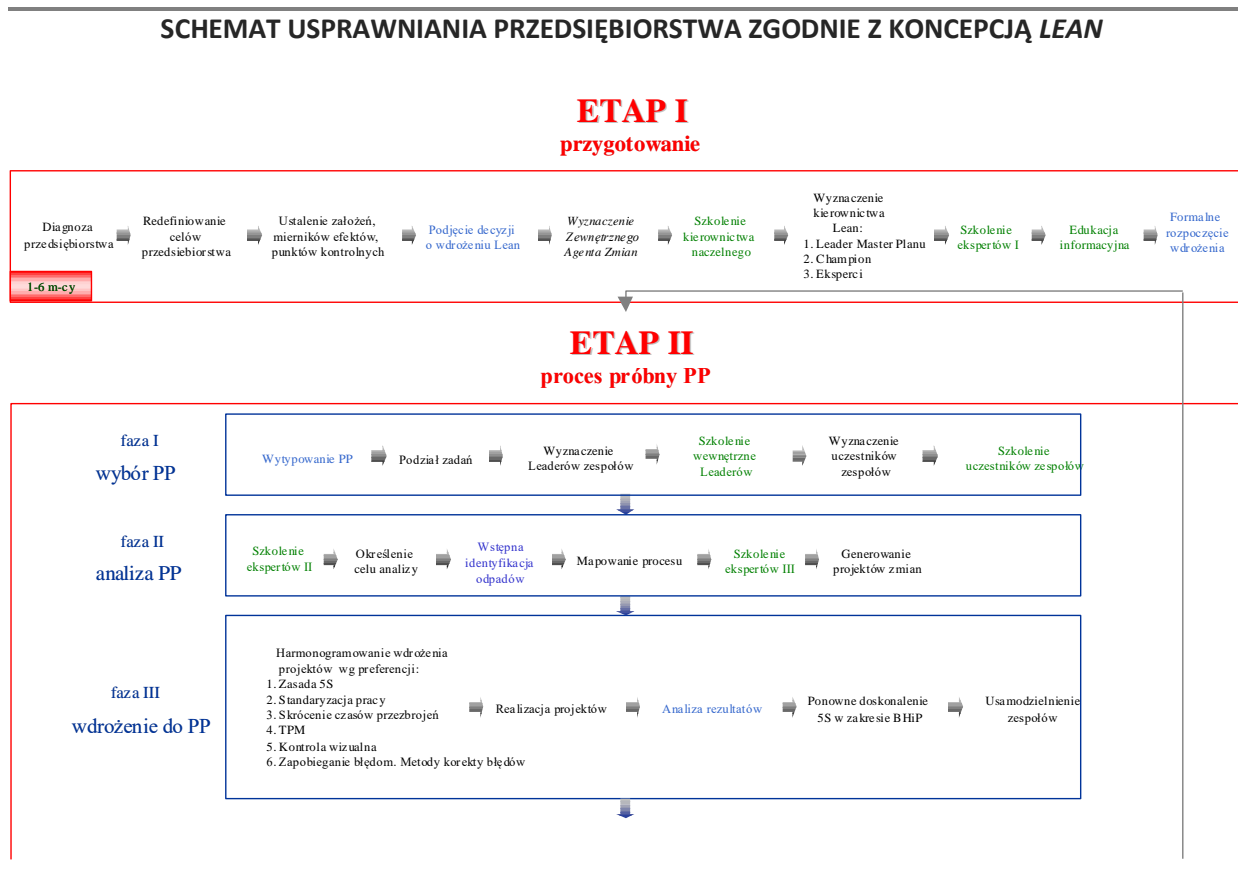 SCHEMAT USPRAWNIANIA PRZEDSIĘBIORSTWA ZGODNIE Z KONCEPCJĄ LEAN
ETAP I
przygotowanie
Diagnoza
przedsiębiorstwa
Redefiniowanie
celów
przedsiebiorstwa
Ustalenie założeń,
mierników efektów,
punktów kontrolnych
Podjęcie decyzji
o wdrożeniu Lean
Wyznaczenie
Zewnętrznego
Agenta Zmian
Szkolenie
kierownictwa
naczelnego
Wyznaczenie
kierownictwa
Lean:
1. Leader Master Planu
2. Champion
3. Eksperci
Szkolenie
ekspertów I
Edukacja
informacyjna
Formalne
rozpoczęcie
wdrożenia
1-6 m-cy
ETAP II
proces próbny PP
faza I
wybór PP
Wytypowanie PP
Podział zadań
Wyznaczenie
Leaderów zespołów
Szkolenie
wewnętrzne
Leaderów
Wyznaczenie
uczestników
zespołów
Szkolenie
uczestników zespołów
faza II
analiza PP
Szkolenie
ekspertów II
Określenie
celu analizy
Wstępna
identyfikacja
odpadów
Mapowanie procesu
Szkolenie
ekspertów III
Generowanie
projektów zmian
faza III
wdrożenie do PP
Harmonogramowanie wdrożenia
projektów wg preferencji:
1. Zasada 5S
2. Standaryzacja pracy
3. Skrócenie czasów przezbrojeń
4. TPM
5. Kontrola wizualna
6. Zapobieganie błędom. Metody korekty błędów
Realizacja projektów
Analiza rezultatów
Ponowne doskonalenie
5S w zakresie BHiP
Usamodzielnienie
zespołów